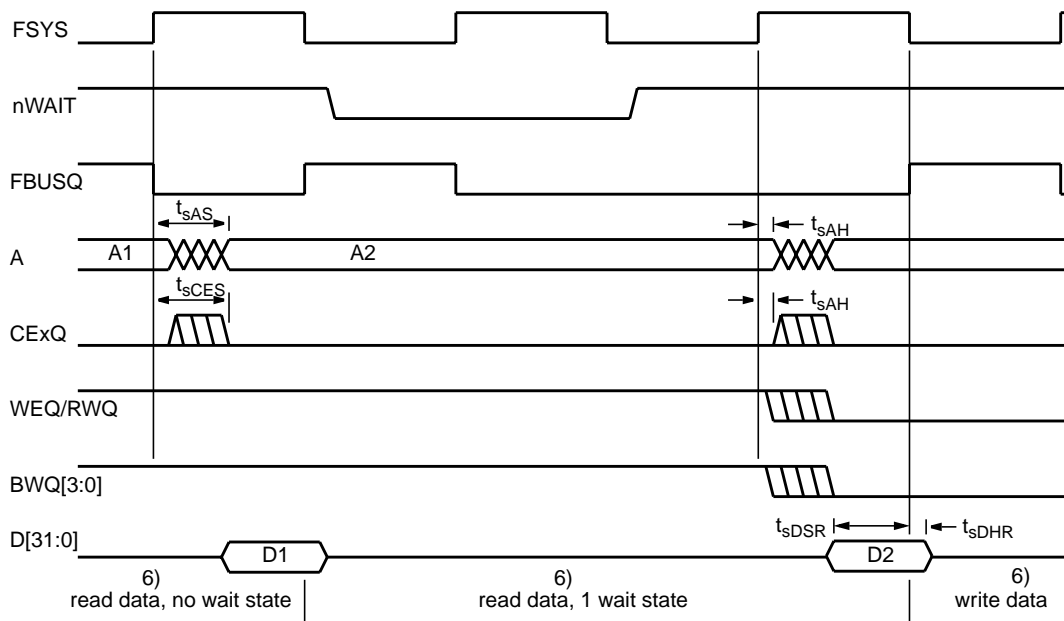 FSYS
nWAIT
FBUSQ
tsAS
tsAH
A
A1
A2
tsCES
tsAH
CExQ
WEQ/RWQ
BWQ[3:0]
tsDSR
tsDHR
D[31:0]
D1
D2
6)
6)
6)
read data, no wait state
read data, 1 wait state
write data